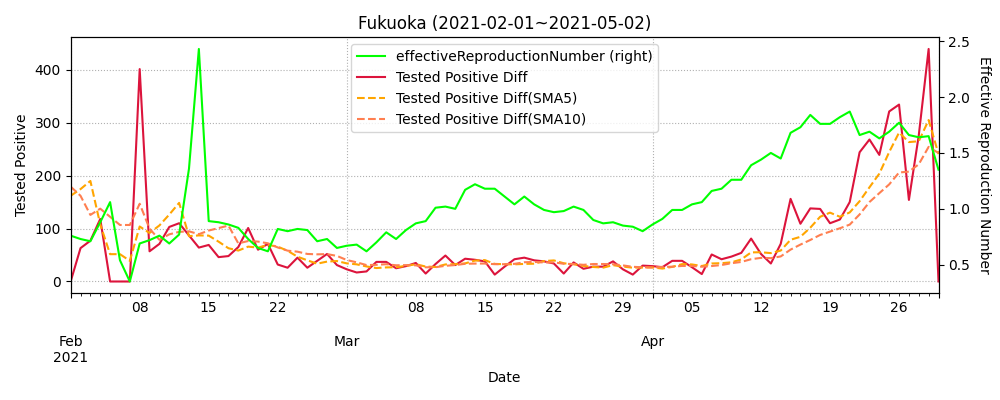 Fukuoka (2021-02-01~2021-05-02)
effectiveReproductionNumber (right)
Tested Positive Diff
Tested Positive Diff(SMA5)
Tested Positive Diff(SMA10)
Tested Positive
400
300
200
100
0
2.5
2.0
1.5
1.0
0.5
Effective Reproduction Number
08 15 22 08 15 22 29 05 12 19 26
Feb Mar Apr
2021
Date